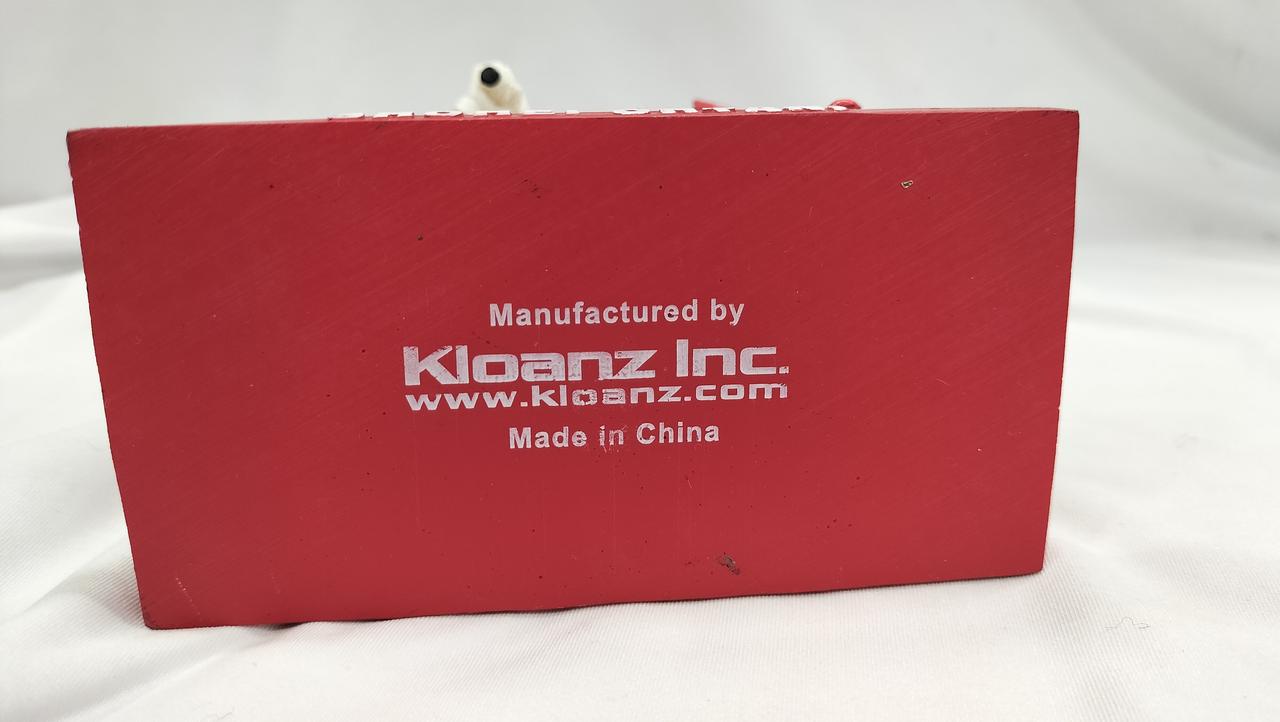 Manufactured by
Kloanz Inc.
www.kloanz.com
Made in China